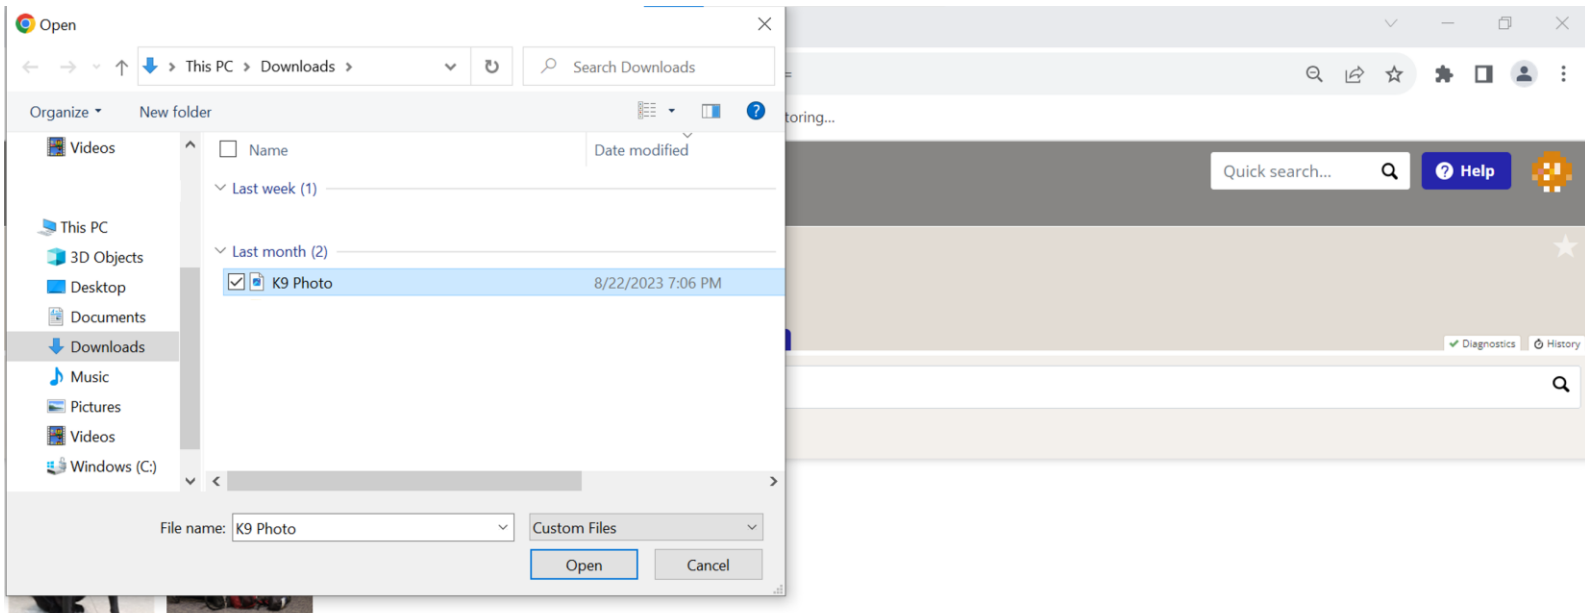 Open
This PC > Downloads >
Search Downloads
=
Organize
New folder
?
toring...
Videos
Name
Date modified
Quick search...
? Help
Last week (1)
This PC
Last month (2)
3D Objects
K9 Photo
8/22/2023 7:06 PM
Desktop
Documents
Downloads
Diagnostics
History
Music
Pictures
Videos
Windows (C:)
File name: K9 Photo
Custom Files
Open
Cancel